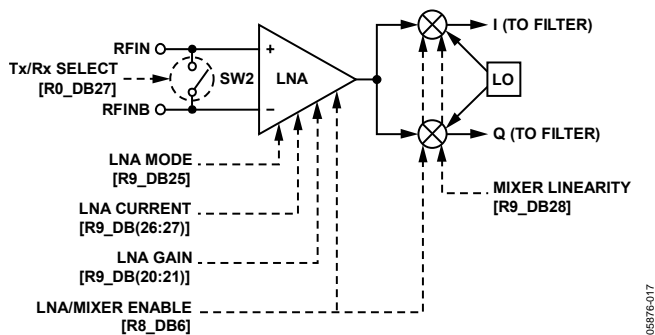 RFIN
Tx/Rx SELECT
[R0_DB27]
RFINB
SW2
+
LNA
–
I (TO FILTER)
LO
Q (TO FILTER)
LNA MODE
[R9_DB25]
MIXER LINEARITY
[R9_DB28]
LNA CURRENT
[R9_DB(26:27)]
LNA GAIN
[R9_DB(20:21)]
LNA/MIXER ENABLE
[R8_DB6]
05876-017